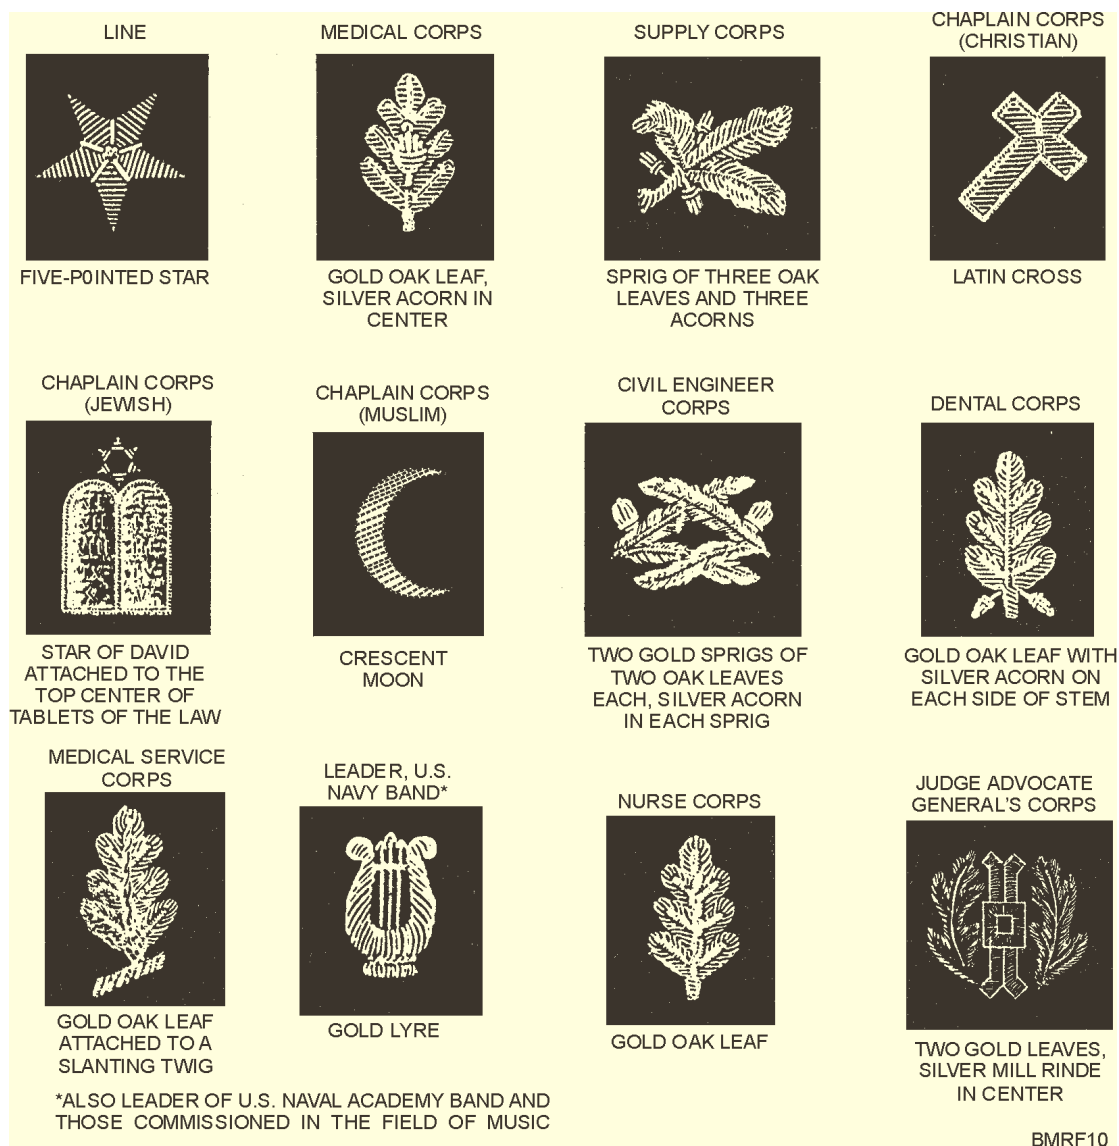 LINE
FIVE-P0INTED STAR
MEDICAL CORPS
GOLD OAK LEAF,
SILVER ACORN IN
CENTER
SUPPLY CORPS
SPRIG OF THREE OAK
LEAVES AND THREE
ACORNS
CHAPLAIN CORPS
(CHRISTIAN)
LATIN CROSS
CHAPLAIN CORPS
(JEWISH)
STAR OF DAVID
ATTACHED TO THE
TOP CENTER OF
TABLETS OF THE LAW
CHAPLAIN CORPS
(MUSLIM)
CRESCENT
MOON
CIVIL ENGINEER
CORPS
TWO GOLD SPRIGS OF
TWO OAK LEAVES
EACH, SILVER ACORN
IN EACH SPRIG
DENTAL CORPS
GOLD OAK LEAF WITH
SILVER ACORN ON
EACH SIDE OF STEM
MEDICAL SERVICE
CORPS
GOLD OAK LEAF
ATTACHED TO A
SLANTING TWIG
LEADER, U.S.
NAVY BAND*
GOLD LYRE
NURSE CORPS
GOLD OAK LEAF
JUDGE ADVOCATE
GENERAL'S CORPS
TWO GOLD LEAVES,
SILVER MILL RINDE
IN CENTER
*ALSO LEADER OF U.S. NAVAL ACADEMY BAND AND
THOSE COMMISSIONED IN THE FIELD OF MUSIC
BMRF10